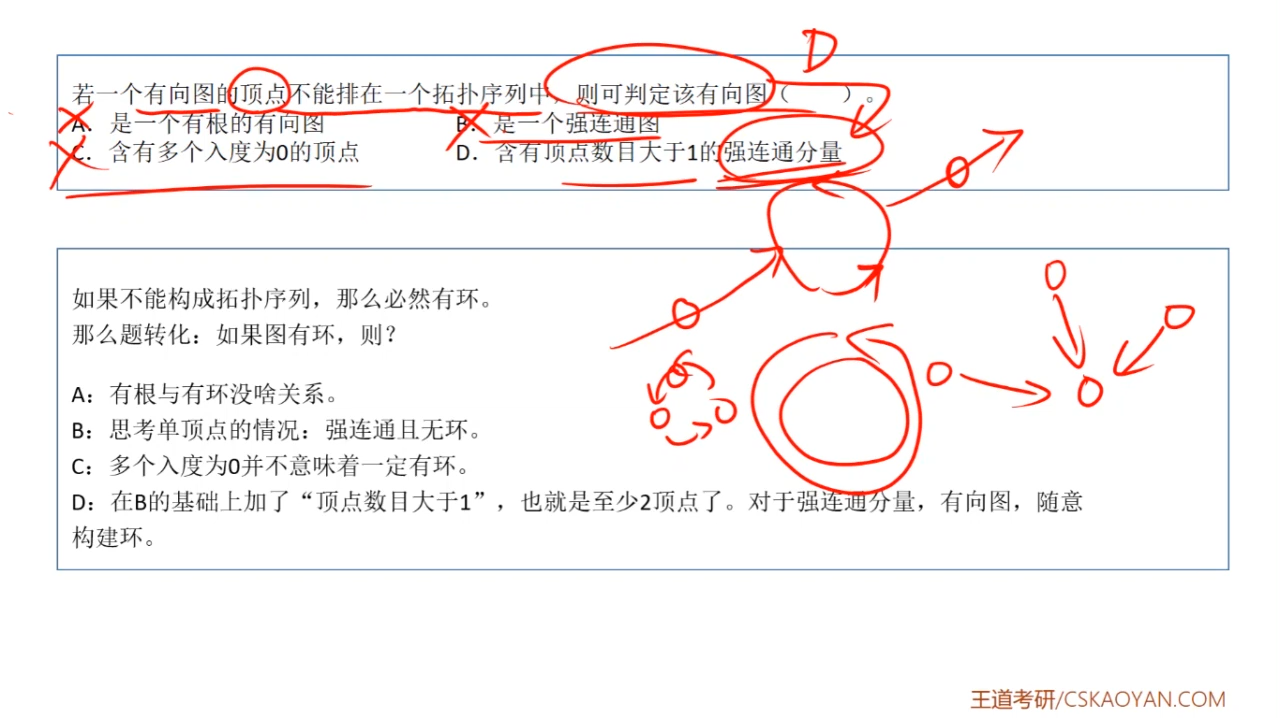 D
若一个有向图的顶点不能排在一个拓扑序列中，则可判定该有向图（　　）。
A．是一个有根的有向图　　B．是一个强连通图
C．含有多个入度为0的顶点　　D．含有顶点数目大于1的强连通分量
如果不能构成拓扑序列，那么必然有环。
那么题转化：如果图有环，则？
A：有根与有环没啥关系。
B：思考单顶点的情况：强连通且无环。
C：多个入度为0并不意味着一定有环。
D：在B的基础上加了“顶点数目大于1”，也就是至少2顶点了。对于强连通分量，有向图，随意
构建环。
王道考研/CSKAOYAN.COM